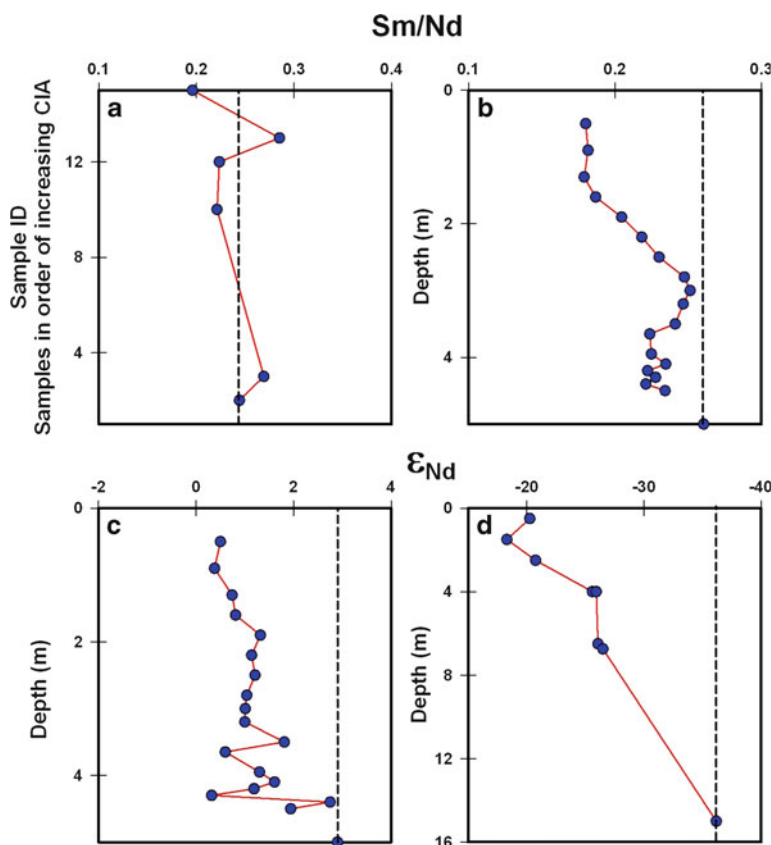 Sm/Nd
0.1 0.2 0.3 0.4
0.1 0.2 0.3
a
Sample ID
Samples in order of increasing CIA
12
8
4
b
0
2
4
Depth (m)
εNd
-2 0 2 4
-20 -30 -40
c
0
2
4
Depth (m)
d
0
4
8
12
16
Depth (m)